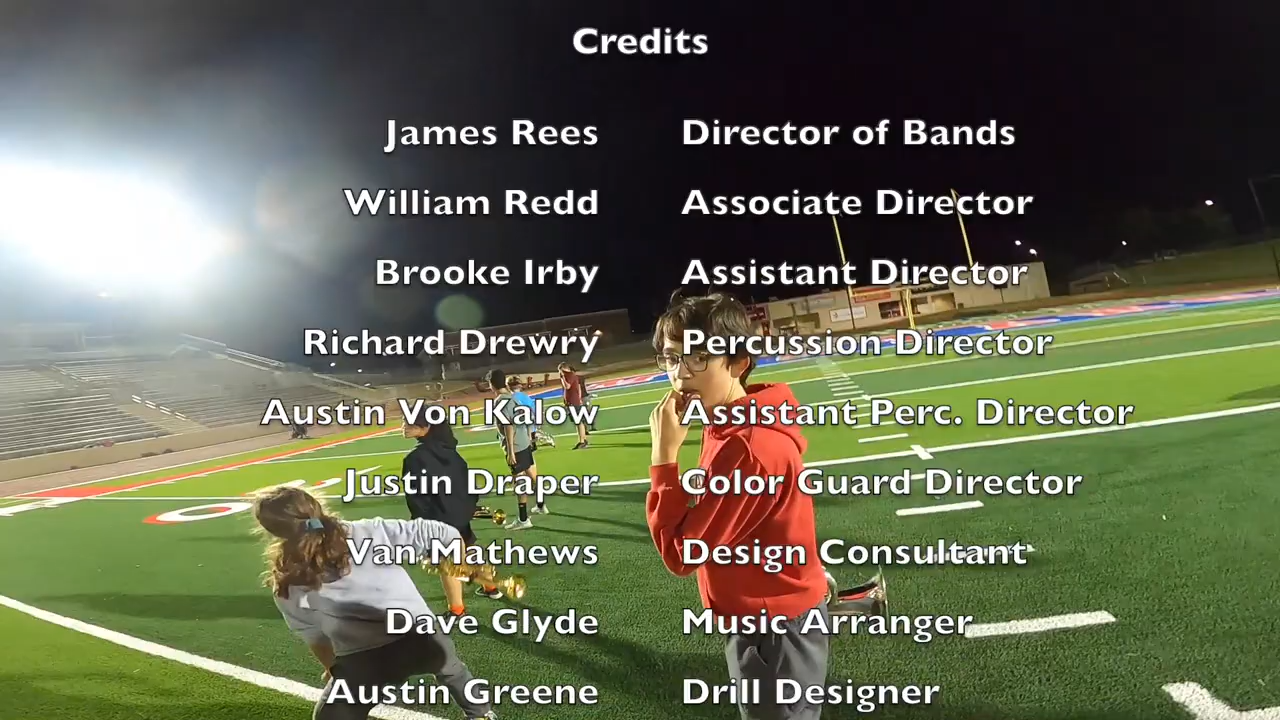 Credits
James Rees Director of Bands
William Redd Associate Director
Brooke Irby Assistant Director
Richard Drewry Percussion Director
Austin Von Kalow Assistant Perc. Director
Justin Draper Color Guard Director
Van Mathews Design Consultant
Dave Glyde Music Arranger
Austin Greene Drill Designer